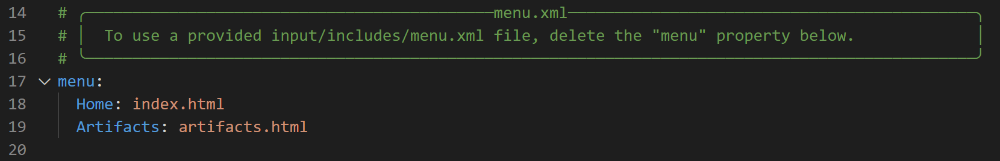 14 # ╭────────────────────────────────────────────menu.xml────────────────────────────────────────────╮
15 # │  To use a provided input/includes/menu.xml file, delete the "menu" property below.             │
16 # ╰────────────────────────────────────────────────────────────────────────────────────────────────╯
17 menu:
18   Home: index.html
19   Artifacts: artifacts.html
20